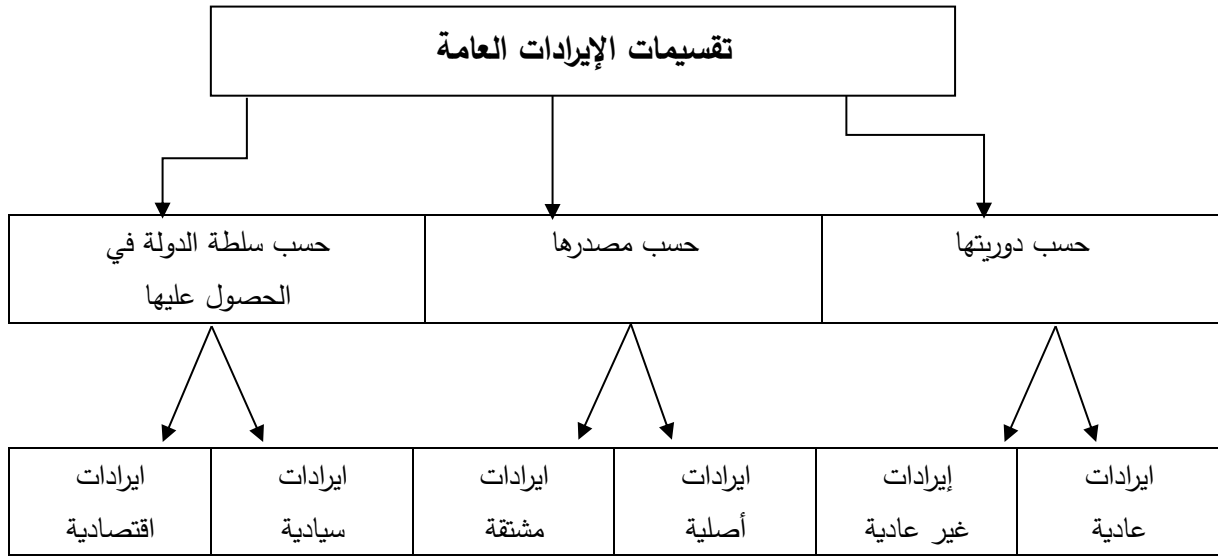 تقسيمات الإيرادات العامة
حسب دوريتها
حسب مصدرها
حسب سلطة الدولة في
الحصول عليها
ايرادات
عادية
إيرادات
غير عادية
ايرادات
أصلية
ايرادات
مشتقة
ايرادات
سيادية
ايرادات
اقتصادية